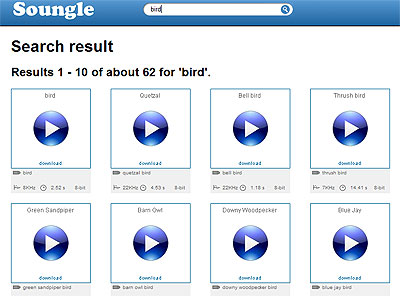 Soungle
bird
Search result
Results 1 - 10 of about 62 for 'bird'.
bird Quetzal Bell bird Thrush bird
download download download download
bird quetzal bird bell bird thrush bird
8KHz 2.52 s 8-bit 22KHz 4.53 s 8-bit 22KHz 1.18 s 8-bit 7KHz 14.41 s 8-bit
Green Sandpiper Barn Owl Downy Woodpecker Blue Jay
download download download download
green sandpiper bird barn owl bird downy woodpecker bird blue jay bird